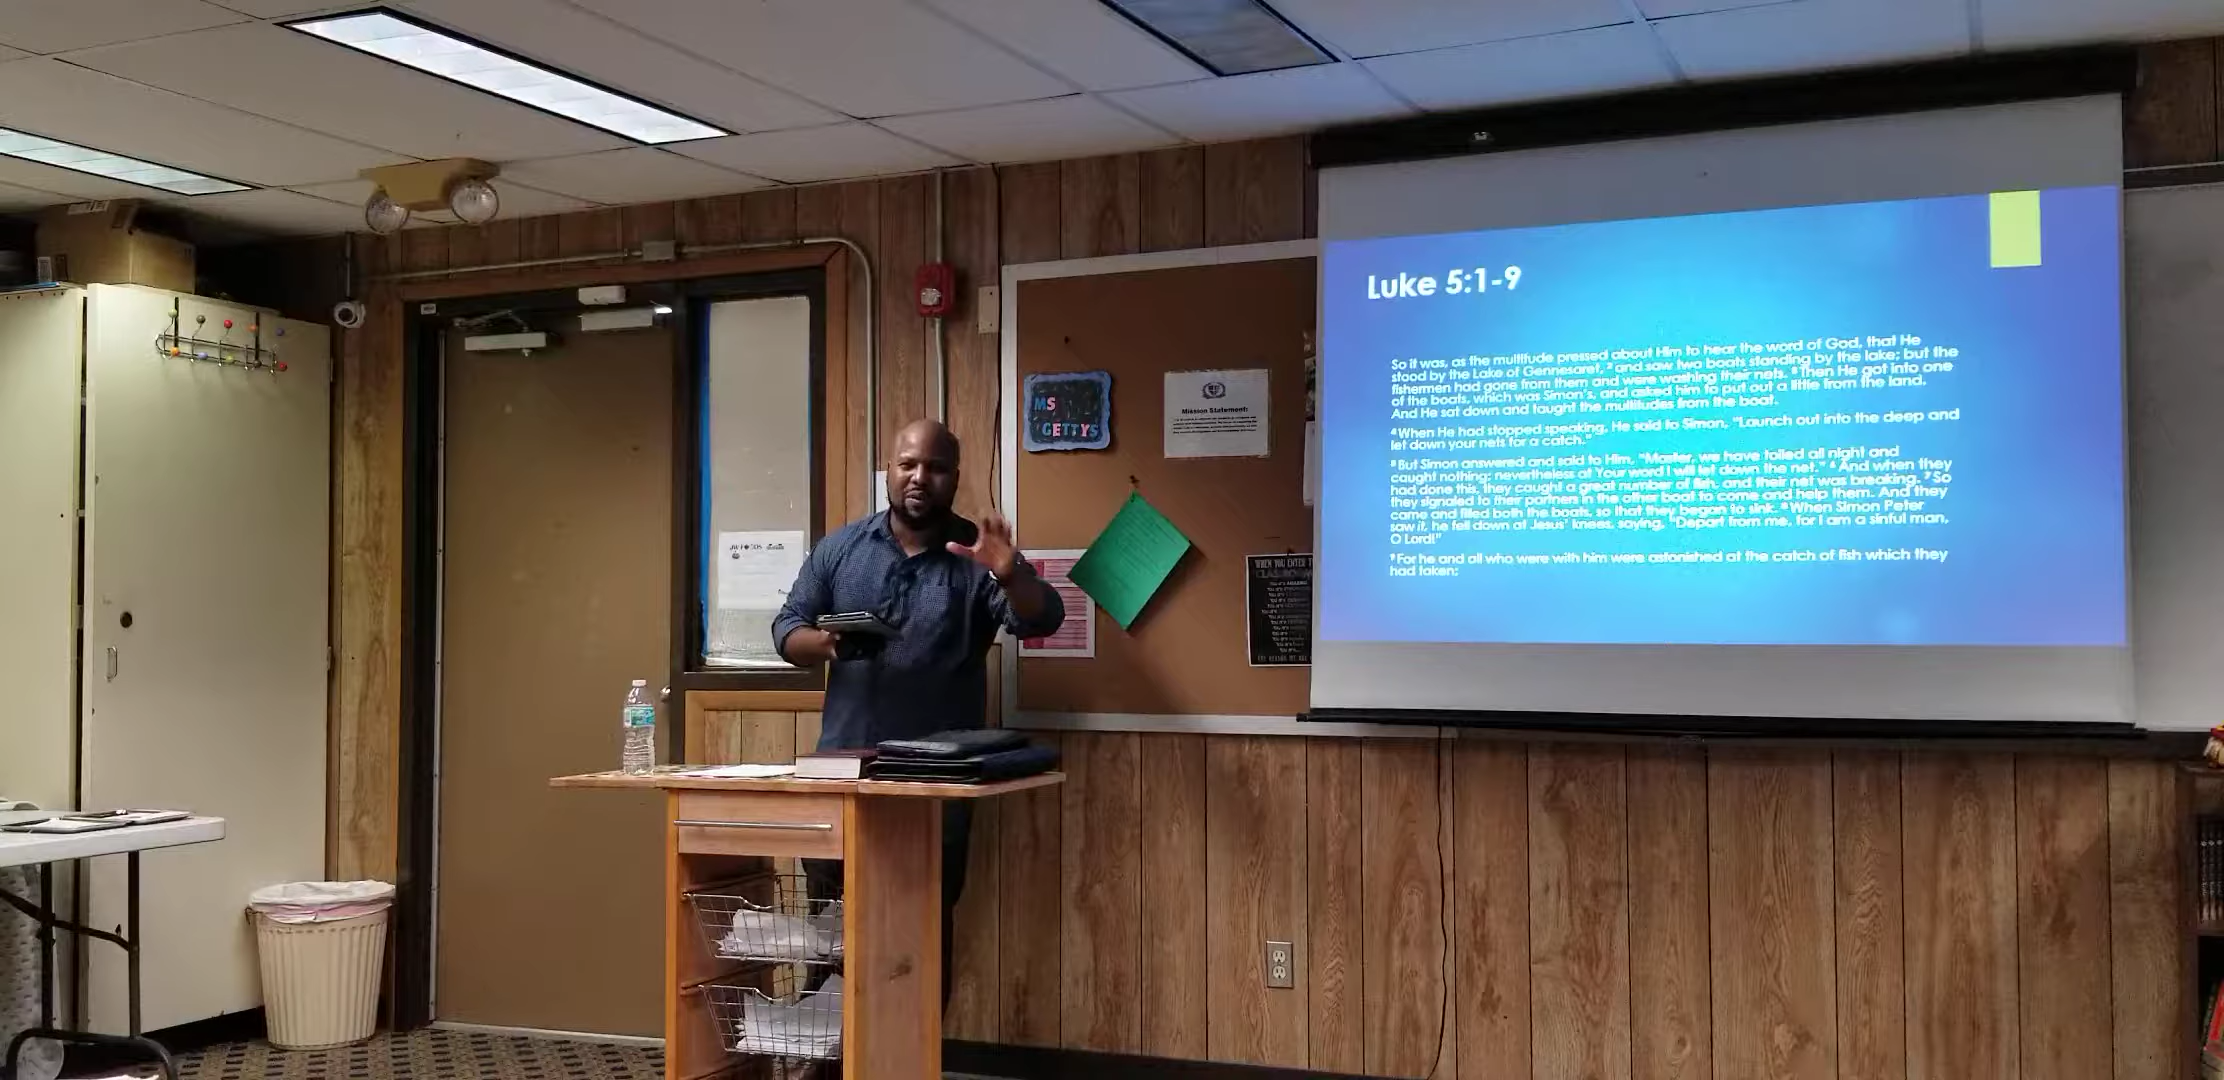 MS
GETTYS
Mission Statement:
WHEN YOU ENTER T
Luke 5:1-9
So it was, as the multitude pressed about Him to hear the word of God, that He
stood by the Lake of Gennesaret, ² and saw two boats standing by the lake; but the
fishermen had gone from them and were washing their nets. ³ Then He got into one
of the boats, which was Simon's, and asked him to put out a little from the land.
And He sat down and taught the multitudes from the boat.
⁴ When He had stopped speaking, He said to Simon, "Launch out into the deep and
let down your nets for a catch."
⁵ But Simon answered and said to Him, "Master, we have toiled all night and
caught nothing; nevertheless at Your word I will let down the net." ⁶ And when they
had done this, they caught a great number of fish, and their net was breaking. ⁷ So
they signaled to their partners in the other boat to come and help them. And they
came and filled both the boats, so that they began to sink. ⁸ When Simon Peter
saw it, he fell down at Jesus' knees, saying, "Depart from me, for I am a sinful man,
O Lord!"
⁹ For he and all who were with him were astonished at the catch of fish which they
had taken;